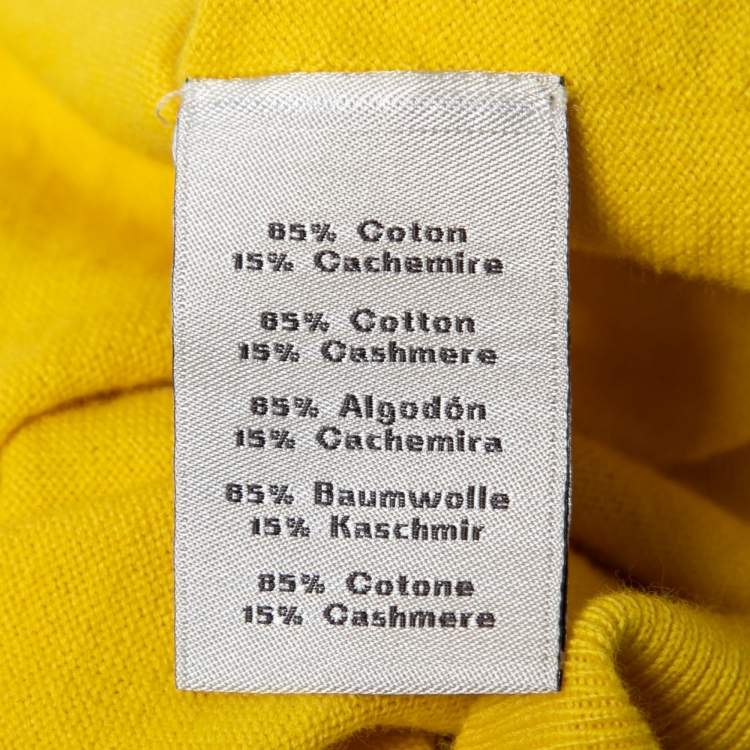 85% Coton
15% Cachemire
85% Cotton
15% Cashmere
85% Algodón
15% Cachemira
85% Baumwolle
15% Kaschmir
85% Cotone
15% Cashmere